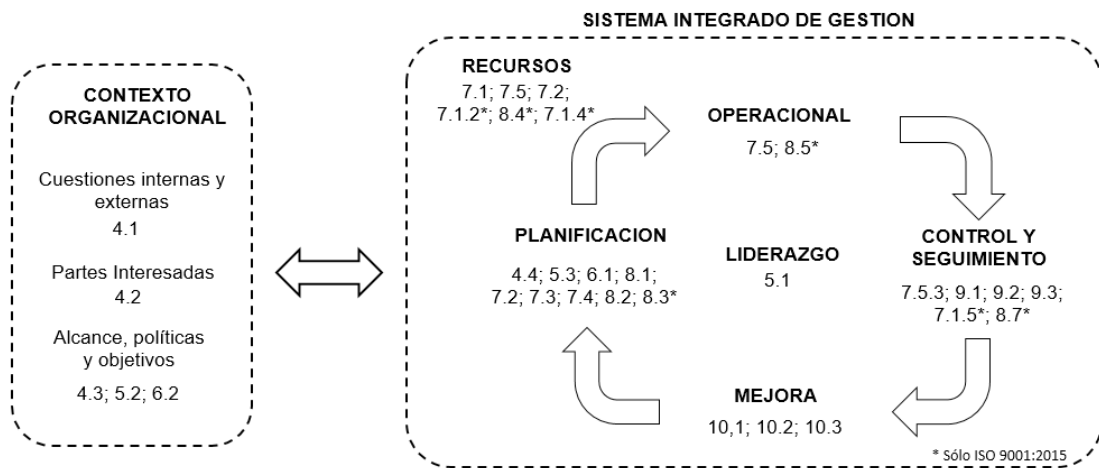 SISTEMA INTEGRADO DE GESTION
CONTEXTO
ORGANIZACIONAL
Cuestiones internas y
externas
4.1
Partes Interesadas
4.2
Alcance, políticas
y objetivos
4.3; 5.2; 6.2
RECURSOS
7.1; 7.5; 7.2;
7.1.2*; 8.4*; 7.1.4*
OPERACIONAL
7.5; 8.5*
PLANIFICACION
4.4; 5.3; 6.1; 8.1;
7.2; 7.3; 7.4; 8.2; 8.3*
LIDERAZGO
5.1
CONTROL Y
SEGUIMIENTO
7.5.3; 9.1; 9.2; 9.3;
7.1.5*; 8.7*
MEJORA
10,1; 10.2; 10.3
* Sólo ISO 9001:2015